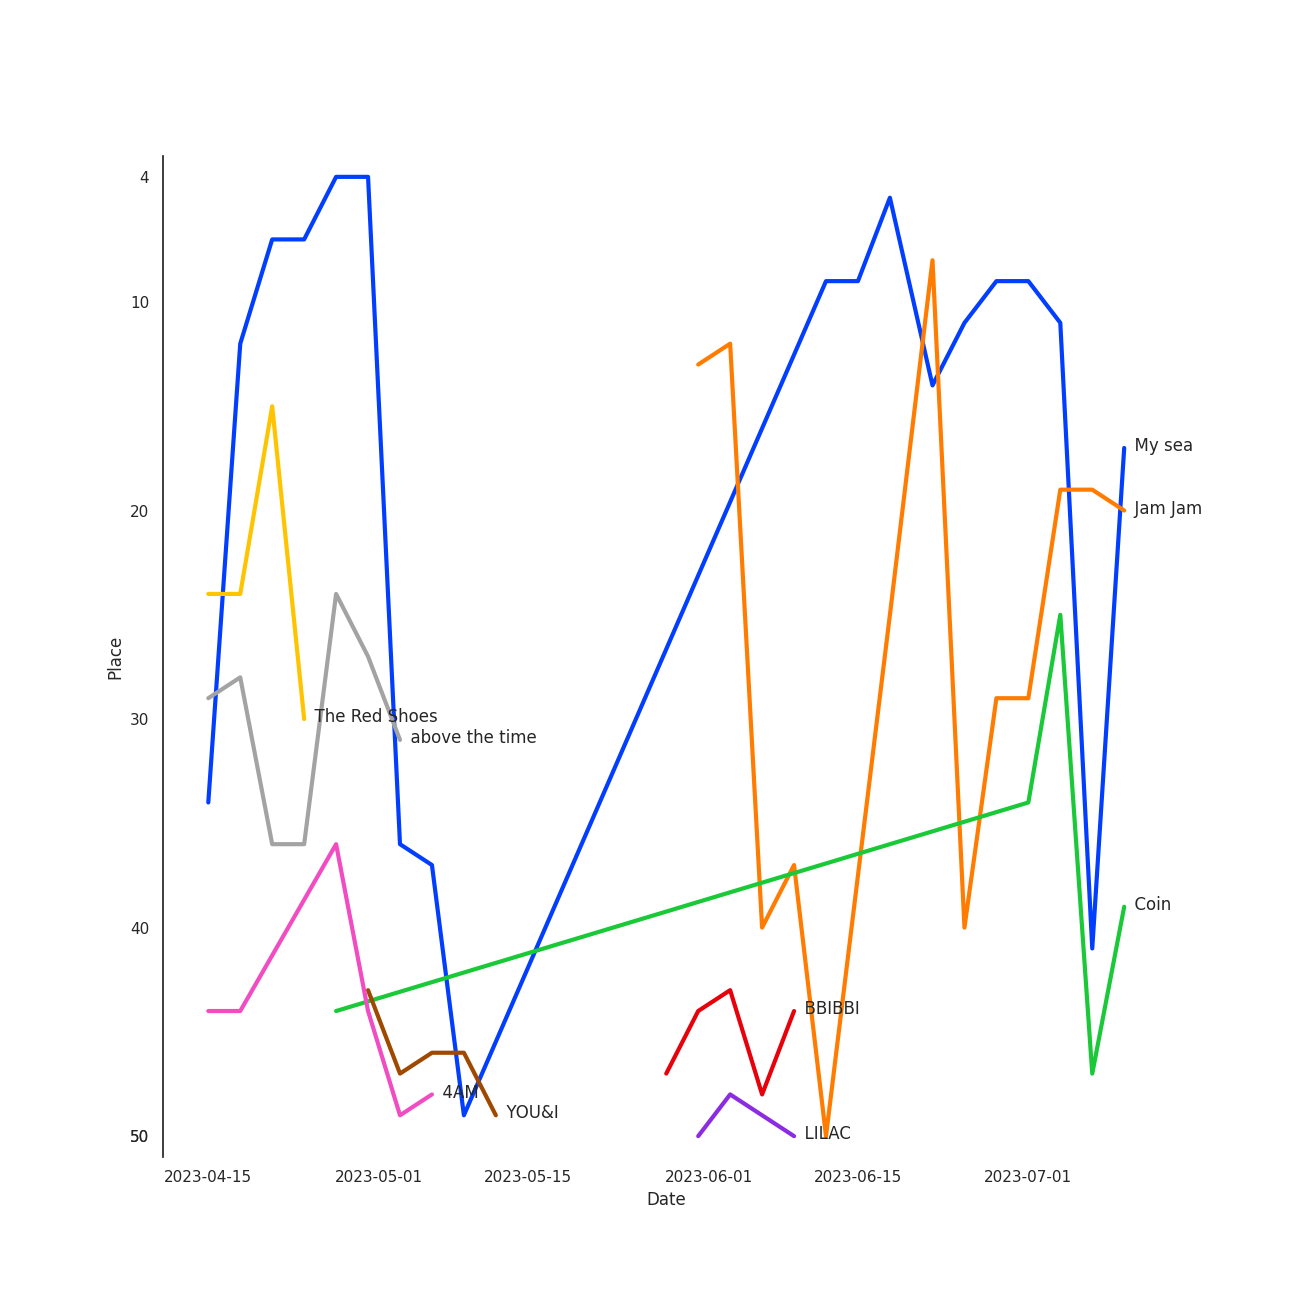 4
10
My sea
20
Jam Jam
Place
30
The Red Shoes
above the time
Coin
40
BBIBBI
4AM
YOU&I
LILAC
50
2023-04-15
2023-05-01
2023-05-15
2023-06-01
2023-06-15
2023-07-01
Date